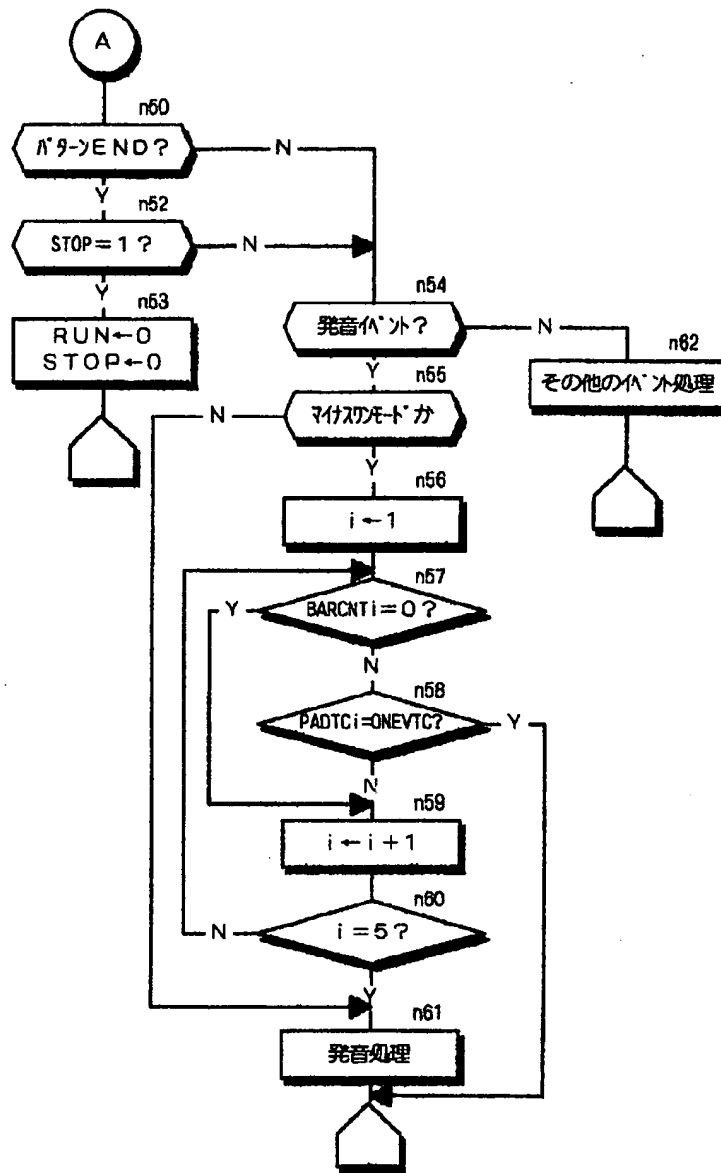 A
n50
パターンEND?
N
Y
n52
STOP=1?
N
Y
n53
RUN←0
STOP←0
n54
発音イベント?
N
Y
n62
その他のイベント処理
n55
マイナスワンモードか
N
Y
n56
i←1
n57
BARCNTi=0?
Y
N
n58
PADTCi=ONEVTC?
Y
N
n59
i←i+1
n60
i=5?
N
Y
n61
発音処理